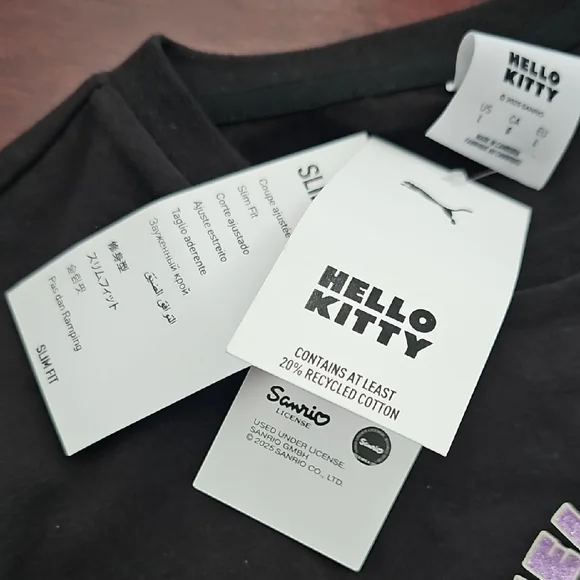 HELLO
KITTY
© 2025 SANRIO
US CA EU
SLIM
Coupe ajustée
Slim Fit
Corte ajustado
Ajuste estreito
Taglio aderente
Зауженный крой
التوافق الضيق
修身型
スリムフィット
슬림핏
Pas dan Ramping
SLIM FIT
HELLO
KITTY
CONTAINS AT LEAST
20% RECYCLED COTTON
Sanrio
LICENSE
USED UNDER LICENSE.
SANRIO GMBH
© 2025 SANRIO CO., LTD.
Sanrio